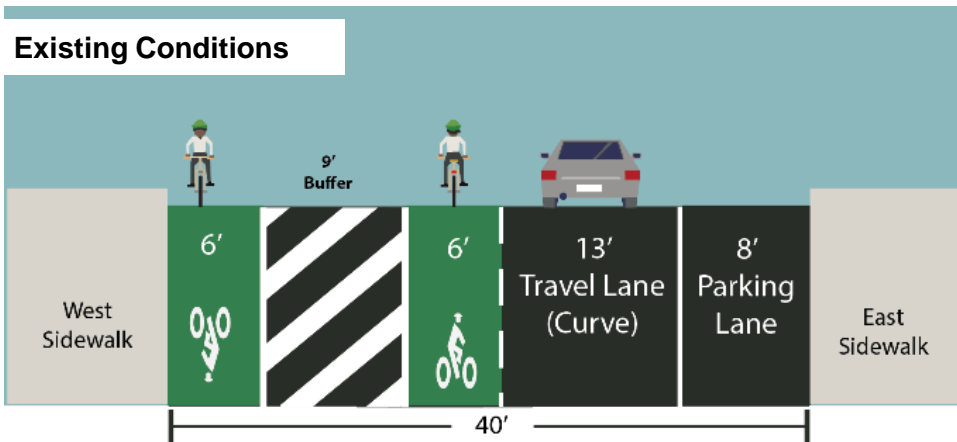 Existing Conditions
9’
Buffer
6’
6’
13’
Travel Lane
(Curve)
8’
Parking
Lane
West
Sidewalk
East
Sidewalk
40’